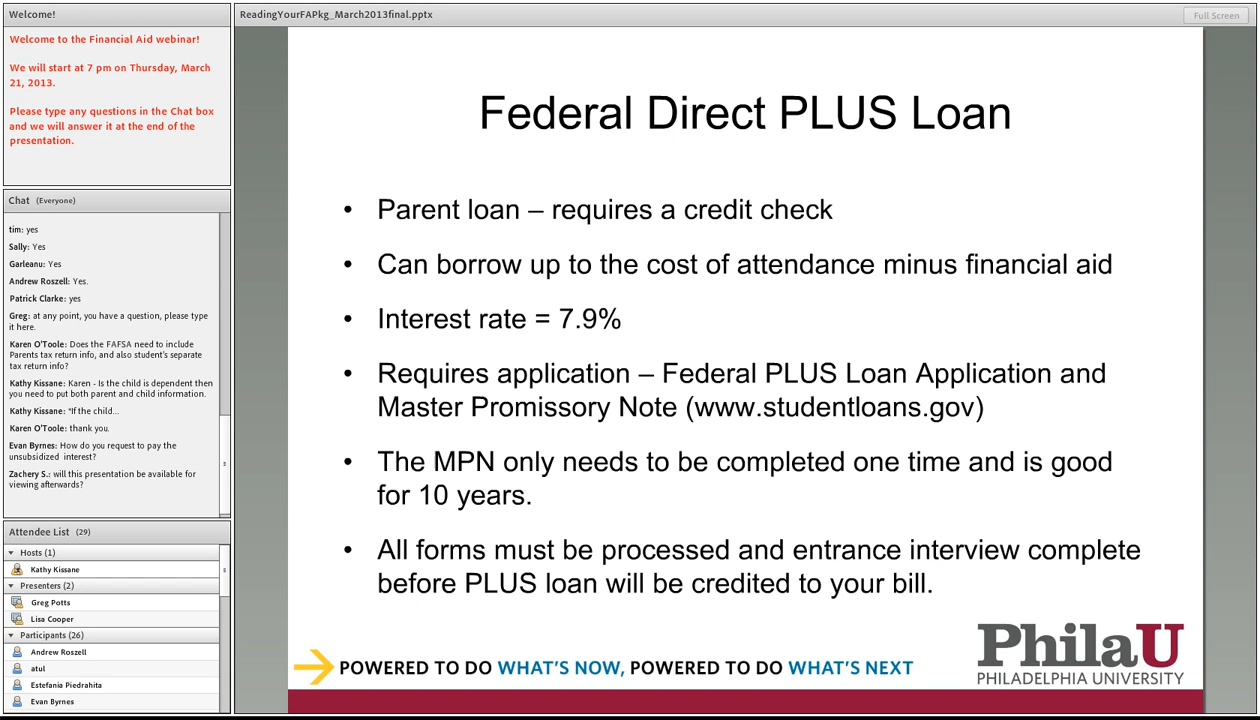 Welcome!
Welcome to the Financial Aid webinar!
We will start at 7 pm on Thursday, March
21, 2013.
Please type any questions in the Chat box
and we will answer it at the end of the
presentation.
Chat (Everyone)
tim: yes
Sally: Yes
Garleanu: Yes
Andrew Roszell: Yes.
Patrick Clarke: yes
Greg: at any point, you have a question, please type
it here.
Karen O'Toole: Does the FAFSA need to include
Parents tax return info, and also student's separate
tax return info?
Kathy Kissane: Karen - Is the child is dependent then
you need to put both parent and child information.
Kathy Kissane: *If the child...
Karen O'Toole: thank you.
Evan Byrnes: How do you request to pay the
unsubsidized interest?
Zachery S.: will this presentation be available for
viewing afterwards?
Attendee List (29)
Hosts (1)
Kathy Kissane
Presenters (2)
Greg Potts
Lisa Cooper
Participants (26)
Andrew Roszell
atul
Estefania Piedrahita
Evan Byrnes
ReadingYourFAPkg_March2013final.pptx
Full Screen
Federal Direct PLUS Loan
• Parent loan – requires a credit check
• Can borrow up to the cost of attendance minus financial aid
• Interest rate = 7.9%
• Requires application – Federal PLUS Loan Application and
Master Promissory Note (www.studentloans.gov)
• The MPN only needs to be completed one time and is good
for 10 years.
• All forms must be processed and entrance interview complete
before PLUS loan will be credited to your bill.
POWERED TO DO WHAT'S NOW, POWERED TO DO WHAT'S NEXT
PhilaU
PHILADELPHIA UNIVERSITY